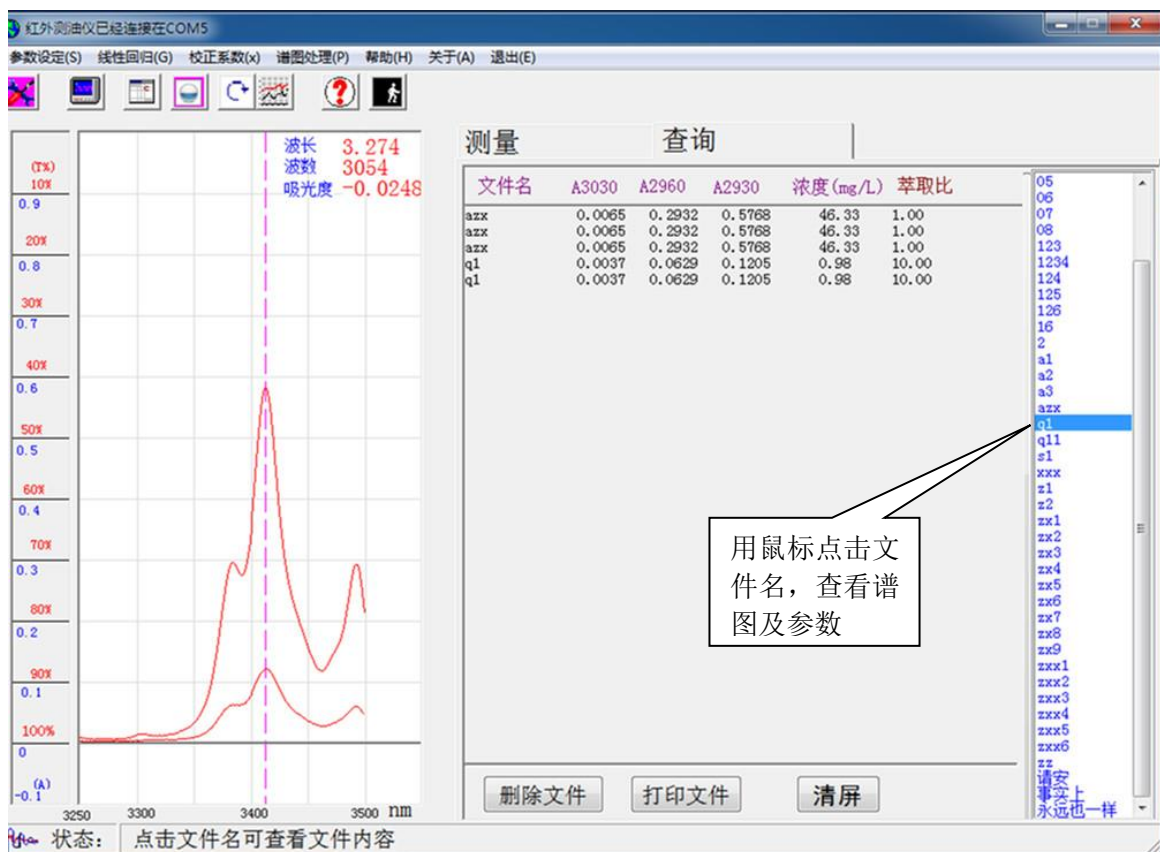 红外测油仪已经连接在COM5
参数设定(S) 线性回归(G) 校正系数(x) 谱图处理(P) 帮助(H) 关于(A) 退出(E)
波长 3.274
波数 3054
吸光度 -0.0248
(T%)
10%
0.9
20%
0.8
30%
0.7
40%
0.6
50%
0.5
60%
0.4
70%
0.3
80%
0.2
90%
0.1
100%
0
(A)
-0.1
3250 3300 3400 3500 nm
测量 查询
文件名 A3030 A2960 A2930 浓度(mg/L) 萃取比
azx 0.0065 0.2932 0.5768 46.33 1.00
azx 0.0065 0.2932 0.5768 46.33 1.00
azx 0.0065 0.2932 0.5768 46.33 1.00
q1 0.0037 0.0629 0.1205 0.98 10.00
q1 0.0037 0.0629 0.1205 0.98 10.00
05
06
07
08
123
1234
124
125
126
16
2
a1
a2
a3
azx
q1
q11
s1
xxx
z1
z2
zx1
zx2
zx3
zx4
zx5
zx6
zx7
zx8
zx9
zxx1
zxx2
zxx3
zxx4
zxx5
zxx6
zz
请安
事实上
永远也一样
用鼠标点击文
件名，查看谱
图及参数
删除文件 打印文件 清屏
状态： 点击文件名可查看文件内容